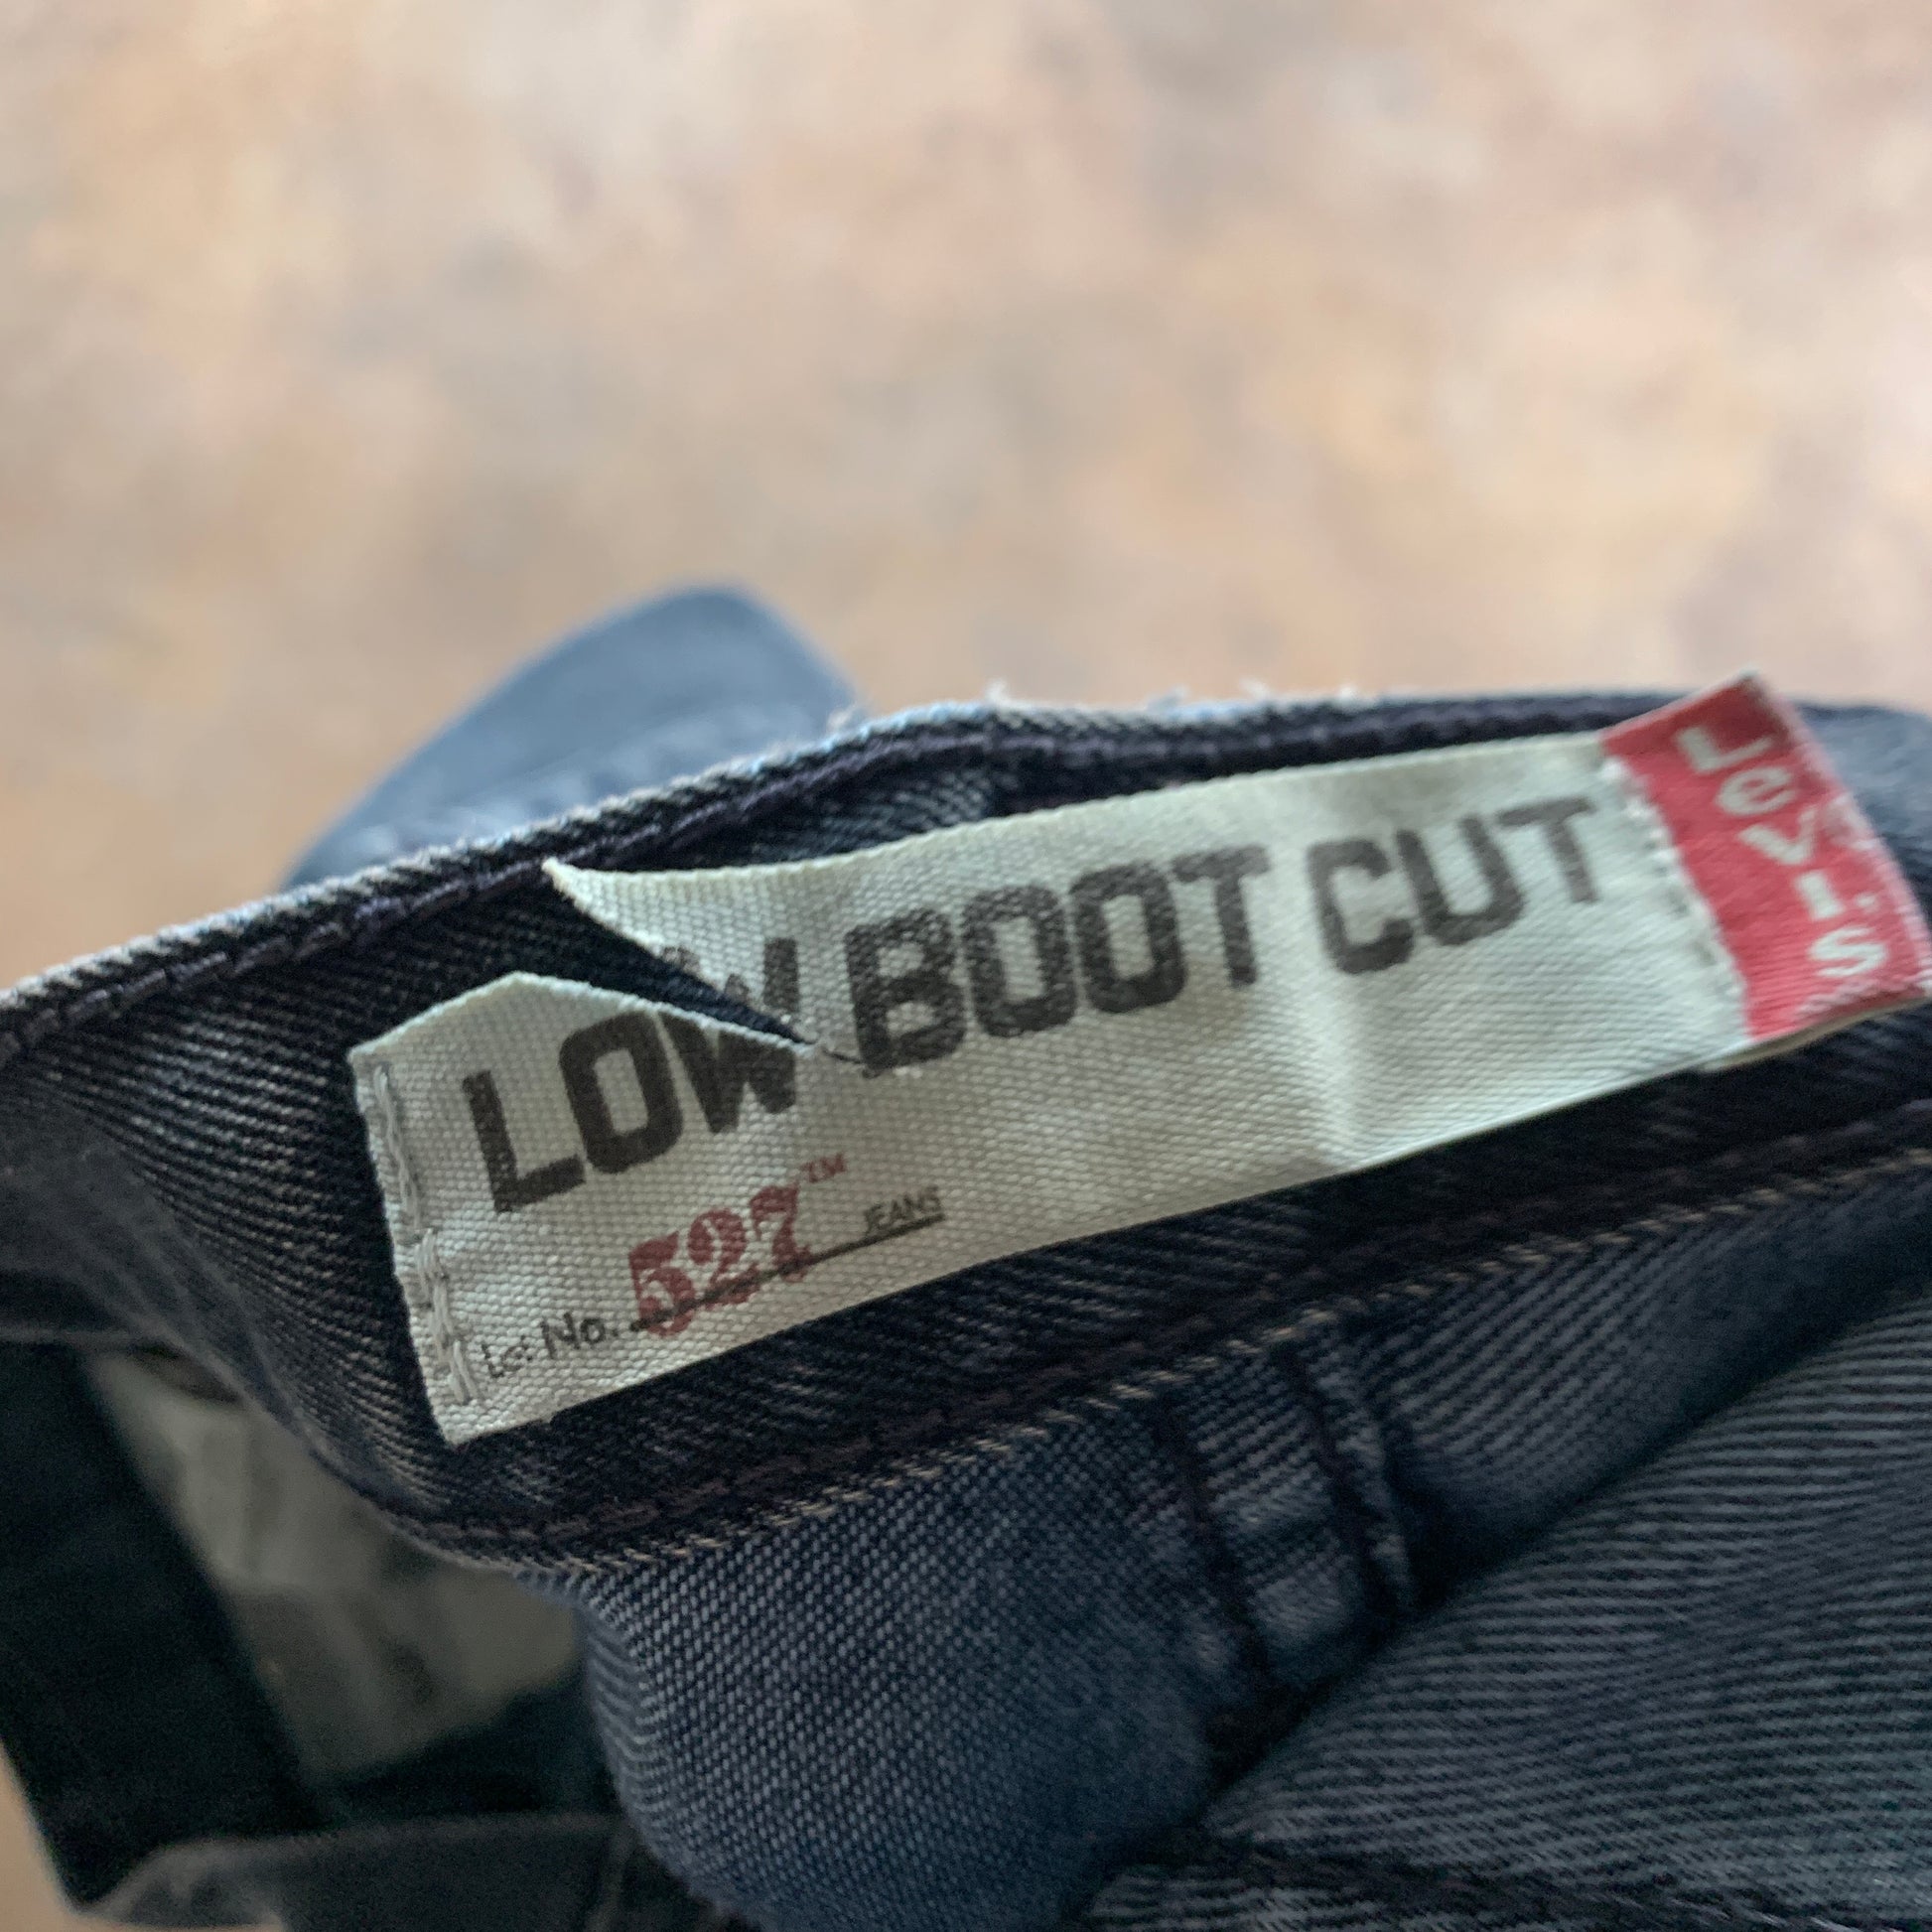 LOW BOOT CUT
Lot No. 527™ JEANS
Levi's